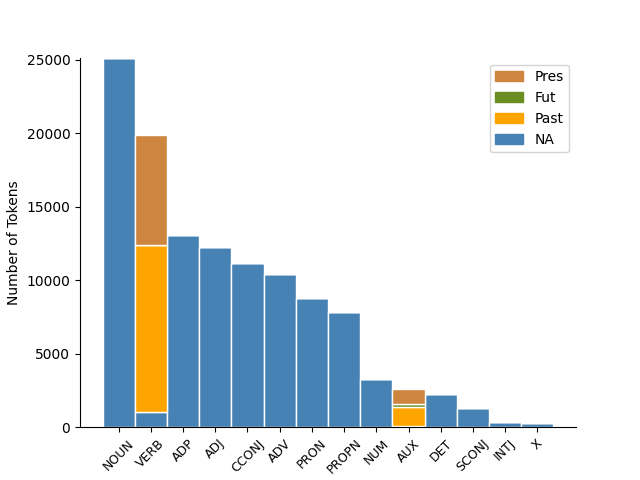 25000
20000
15000
10000
5000
0
Number of Tokens
Pres
Fut
Past
NA
NOUN
VERB
ADP
ADJ
CCONJ
ADV
PRON
PROPN
NUM
AUX
DET
SCONJ
INTJ
X